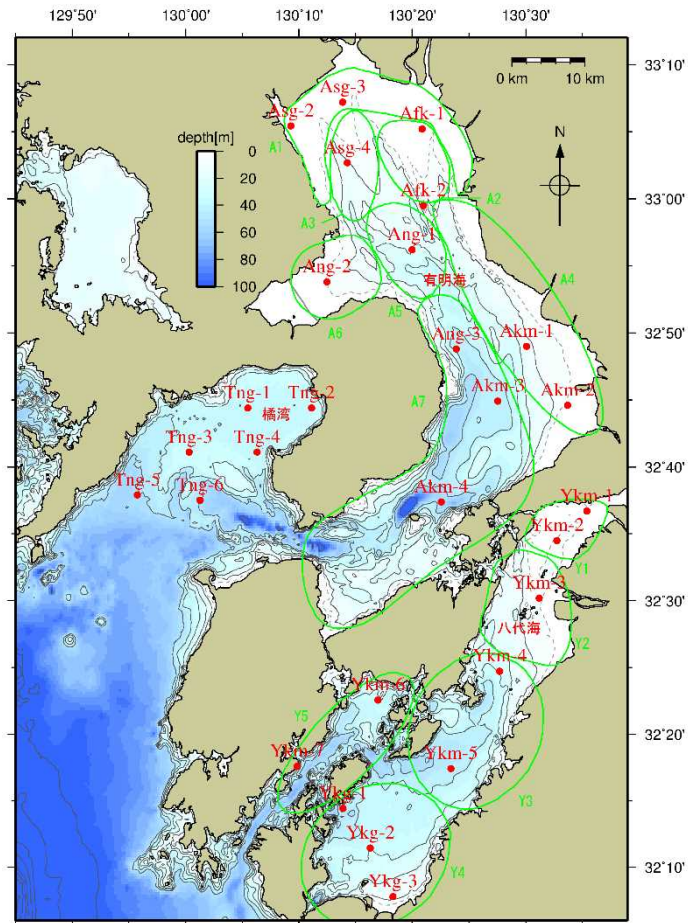 129°50'
130°00'
130°10'
130°20'
130°30'
33°10'
33°00'
32°50'
32°40'
32°30'
32°20'
32°10'
0 km 10 km
N
depth[m]
0
20
40
60
80
100
Asg-3
Asg-2
Afk-1
A1
Asg-4
Afk-2
A2
A3
Ang-1
Ang-2
有明海
A4
A5
A6
Ang-3
Akm-1
A7
Akm-3
Akm-2
Tng-1
Tng-2
橘湾
Tng-3
Tng-4
Tng-5
Tng-6
Akm-4
Ykm-1
Ykm-2
Y1
Ykm-3
八代海
Y2
Ykm-4
Ykm-6
Y5
Ykm-7
Ykm-5
Y3
Ykg-1
Ykg-2
Y4
Ykg-3